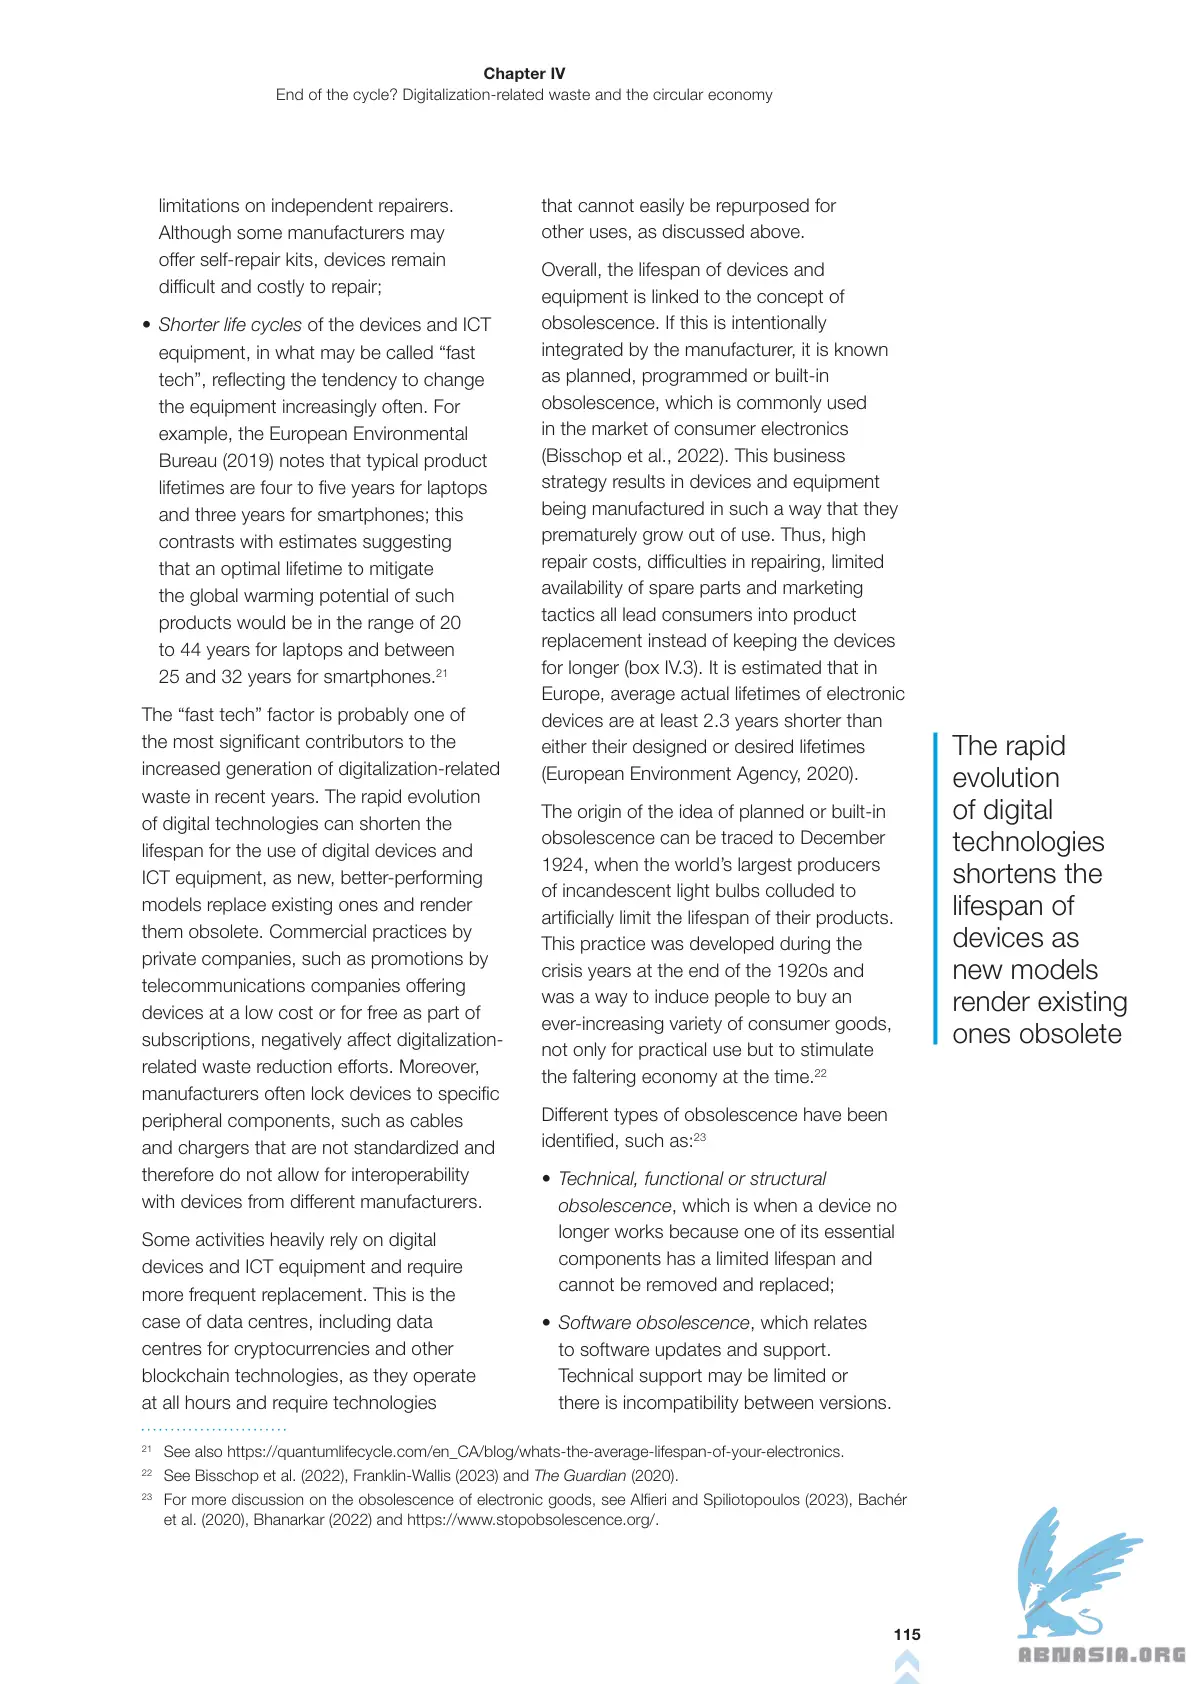 Chapter IV
End of the cycle? Digitalization-related waste and the circular economy
limitations on independent repairers.
Although some manufacturers may
offer self-repair kits, devices remain
difficult and costly to repair;
• Shorter life cycles of the devices and ICT
equipment, in what may be called “fast
tech”, reflecting the tendency to change
the equipment increasingly often. For
example, the European Environmental
Bureau (2019) notes that typical product
lifetimes are four to five years for laptops
and three years for smartphones; this
contrasts with estimates suggesting
that an optimal lifetime to mitigate
the global warming potential of such
products would be in the range of 20
to 44 years for laptops and between
25 and 32 years for smartphones.21
The “fast tech” factor is probably one of
the most significant contributors to the
increased generation of digitalization-related
waste in recent years. The rapid evolution
of digital technologies can shorten the
lifespan for the use of digital devices and
ICT equipment, as new, better-performing
models replace existing ones and render
them obsolete. Commercial practices by
private companies, such as promotions by
telecommunications companies offering
devices at a low cost or for free as part of
subscriptions, negatively affect digitalization-
related waste reduction efforts. Moreover,
manufacturers often lock devices to specific
peripheral components, such as cables
and chargers that are not standardized and
therefore do not allow for interoperability
with devices from different manufacturers.
Some activities heavily rely on digital
devices and ICT equipment and require
more frequent replacement. This is the
case of data centres, including data
centres for cryptocurrencies and other
blockchain technologies, as they operate
at all hours and require technologies
that cannot easily be repurposed for
other uses, as discussed above.
Overall, the lifespan of devices and
equipment is linked to the concept of
obsolescence. If this is intentionally
integrated by the manufacturer, it is known
as planned, programmed or built-in
obsolescence, which is commonly used
in the market of consumer electronics
(Bisschop et al., 2022). This business
strategy results in devices and equipment
being manufactured in such a way that they
prematurely grow out of use. Thus, high
repair costs, difficulties in repairing, limited
availability of spare parts and marketing
tactics all lead consumers into product
replacement instead of keeping the devices
for longer (box IV.3). It is estimated that in
Europe, average actual lifetimes of electronic
devices are at least 2.3 years shorter than
either their designed or desired lifetimes
(European Environment Agency, 2020).
The origin of the idea of planned or built-in
obsolescence can be traced to December
1924, when the world’s largest producers
of incandescent light bulbs colluded to
artificially limit the lifespan of their products.
This practice was developed during the
crisis years at the end of the 1920s and
was a way to induce people to buy an
ever-increasing variety of consumer goods,
not only for practical use but to stimulate
the faltering economy at the time.22
Different types of obsolescence have been
identified, such as:23
• Technical, functional or structural
obsolescence, which is when a device no
longer works because one of its essential
components has a limited lifespan and
cannot be removed and replaced;
• Software obsolescence, which relates
to software updates and support.
Technical support may be limited or
there is incompatibility between versions.
The rapid
evolution
of digital
technologies
shortens the
lifespan of
devices as
new models
render existing
ones obsolete
21 See also https://quantumlifecycle.com/en_CA/blog/whats-the-average-lifespan-of-your-electronics.
22 See Bisschop et al. (2022), Franklin-Wallis (2023) and The Guardian (2020).
23 For more discussion on the obsolescence of electronic goods, see Alfieri and Spiliotopoulos (2023), Bachér
et al. (2020), Bhanarkar (2022) and https://www.stopobsolescence.org/.
115
ABNASIA.ORG